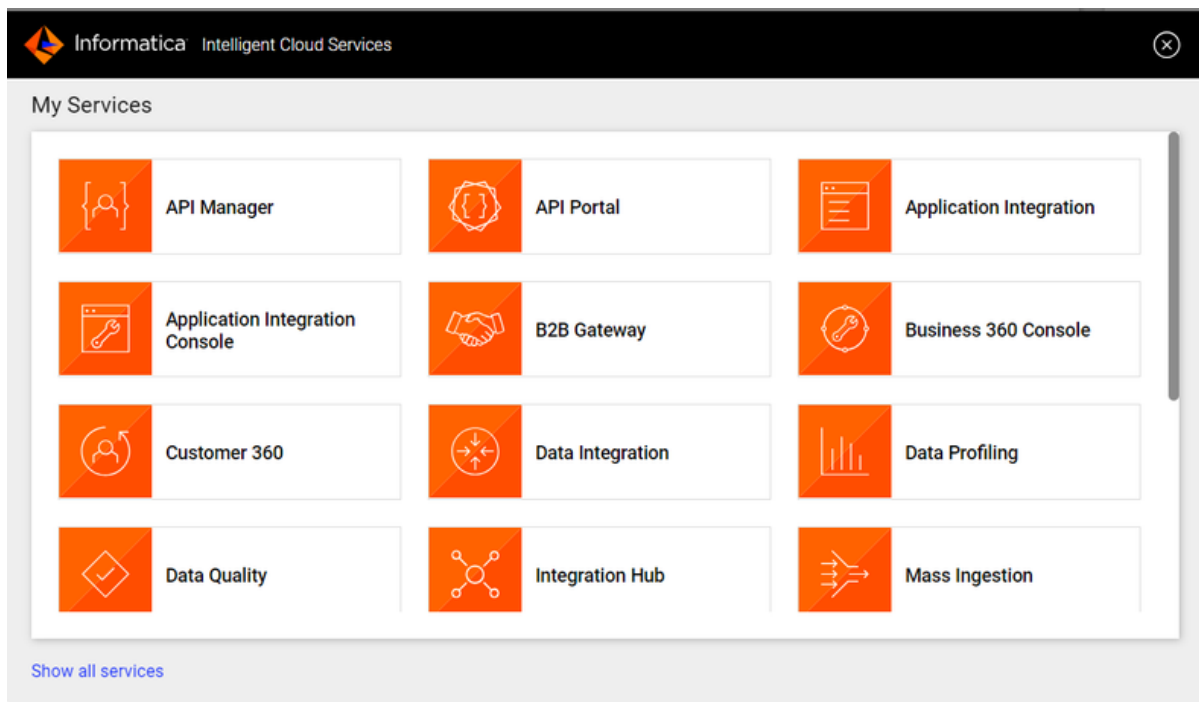 Informatica Intelligent Cloud Services
My Services
API Manager
API Portal
Application Integration
Application Integration
Console
B2B Gateway
Business 360 Console
Customer 360
Data Integration
Data Profiling
Data Quality
Integration Hub
Mass Ingestion
Show all services